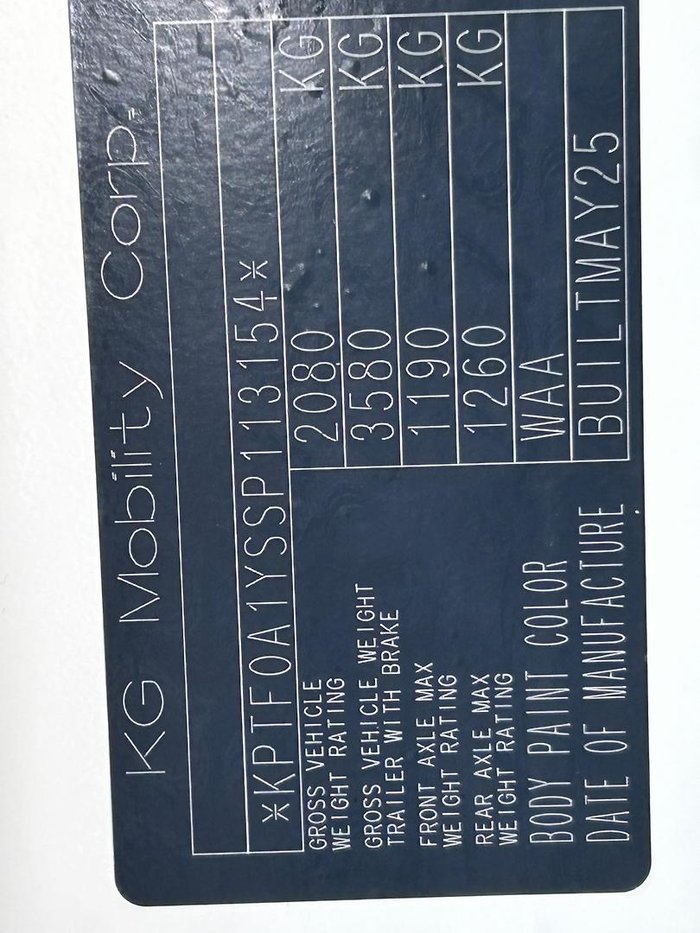 KG Mobility Corp.
*KPTF0A1YSSP113154*
GROSS VEHICLE
WEIGHT RATING 2080 KG
GROSS VEHICLE WEIGHT
TRAILER WITH BRAKE 3580 KG
FRONT AXLE MAX
WEIGHT RATING 1190 KG
REAR AXLE MAX
WEIGHT RATING 1260 KG
BODY PAINT COLOR WAA
DATE OF MANUFACTURE BUILTMAY25